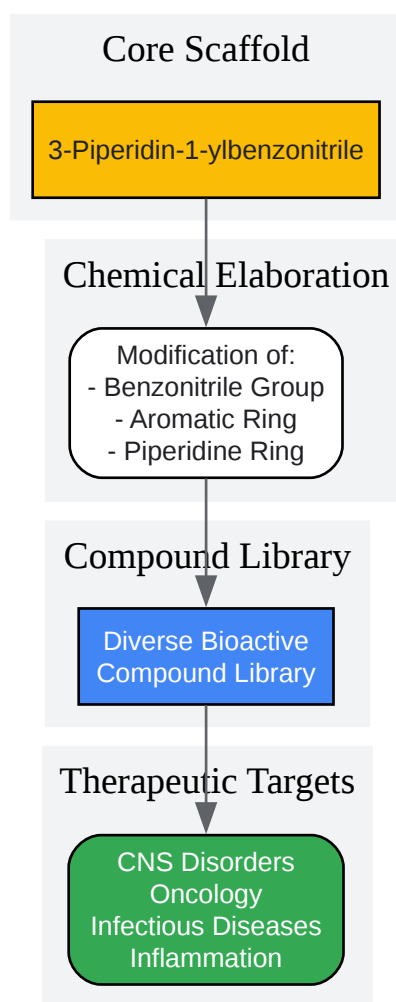 Core Scaffold
3-Piperidin-1-ylbenzonitrile
Chemical Elaboration
Modification of:
- Benzonitrile Group
- Aromatic Ring
- Piperidine Ring
Compound Library
Diverse Bioactive
Compound Library
Therapeutic Targets
CNS Disorders
Oncology
Infectious Diseases
Inflammation